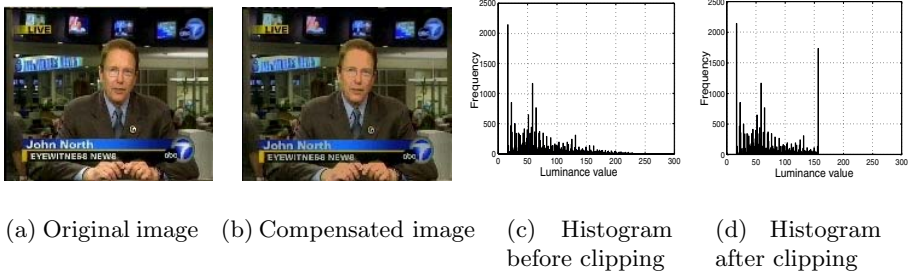 LIVE
7
John North
EYEWITNESS NEWS
abc 7
LIVE
7
John North
EYEWITNESS NEWS
abc 7
2500
2000
1500
1000
500
0
Frequency
0 50 100 150 200 250 300
Luminance value
2500
2000
1500
1000
500
0
Frequency
0 50 100 150 200 250 300
Luminance value
(a) Original image
(b) Compensated image
(c) Histogram
before clipping
(d) Histogram
after clipping